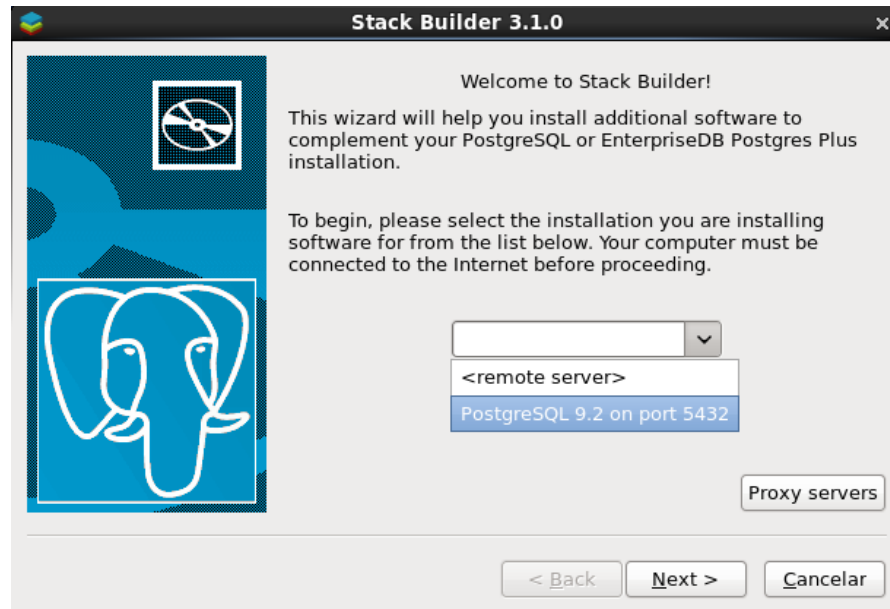 Stack Builder 3.1.0
Welcome to Stack Builder!
This wizard will help you install additional software to
complement your PostgreSQL or EnterpriseDB Postgres Plus
installation.
To begin, please select the installation you are installing
software for from the list below. Your computer must be
connected to the Internet before proceeding.
<remote server>
PostgreSQL 9.2 on port 5432
Proxy servers
< Back
Next >
Cancelar